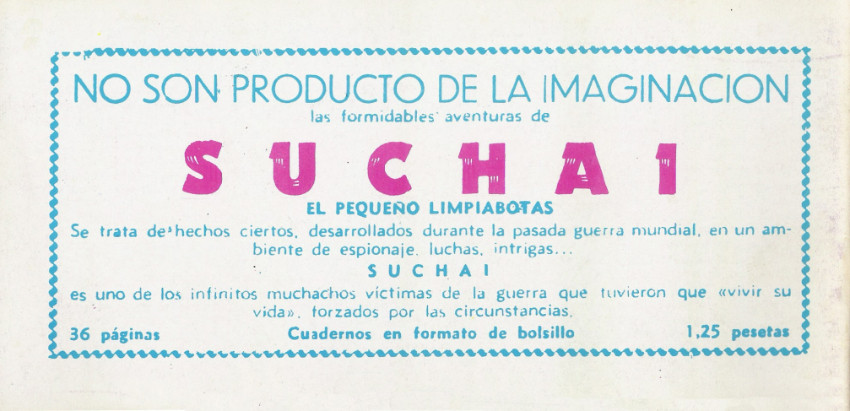 NO SON PRODUCTO DE LA IMAGINACION
las formidables aventuras de
SUCHAI
EL PEQUEÑO LIMPIABOTAS
Se trata de hechos ciertos, desarrollados durante la pasada guerra mundial, en un am-
biente de espionaje, luchas, intrigas...
SUCHAI
es uno de los infinitos muchachos víctimas de la guerra que tuvieron que «vivir su
vida», forzados por las circunstancias.
36 páginas Cuadernos en formato de bolsillo 1,25 pesetas